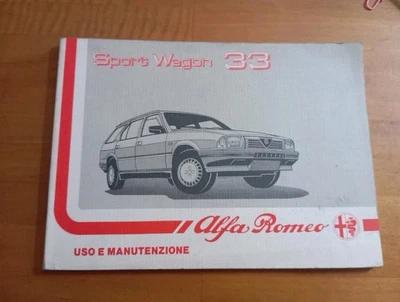 Sport Wagon 33
Alfa Romeo
USO E MANUTENZIONE